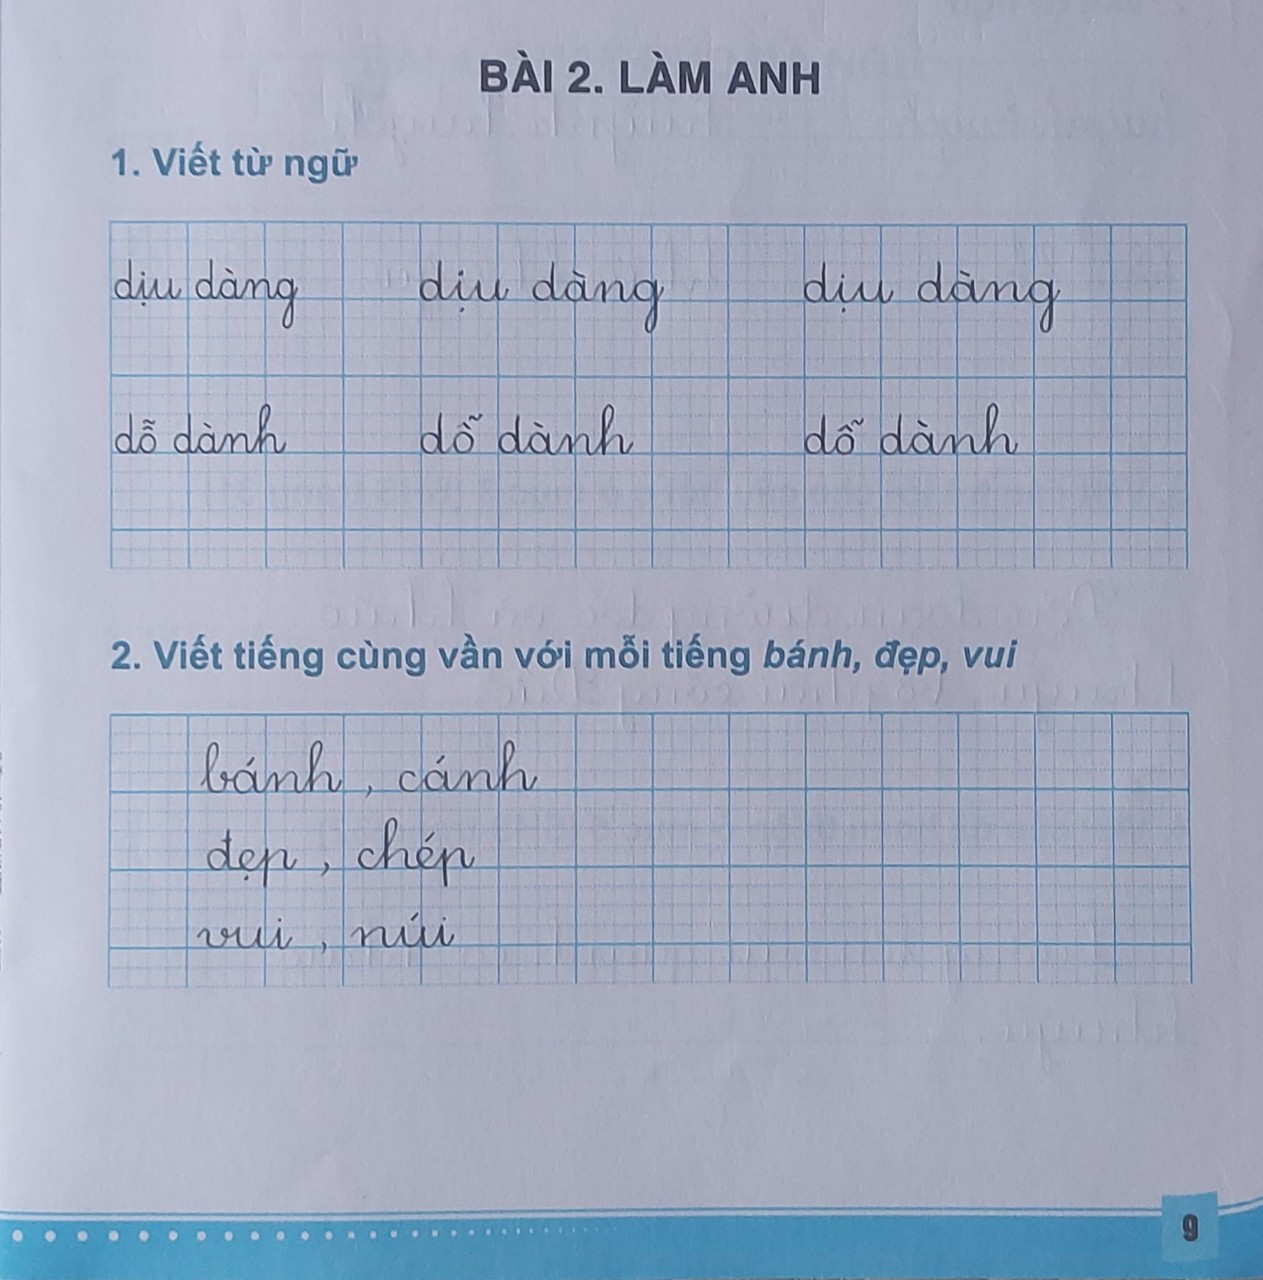 BÀI 2. LÀM ANH
1. Viết từ ngữ
dịu dàng dịu dàng dịu dàng
dỗ dành dỗ dành dỗ dành
2. Viết tiếng cùng vần với mỗi tiếng bánh, đẹp, vui
bánh, cánh
đẹp, chép
vui, núi
9